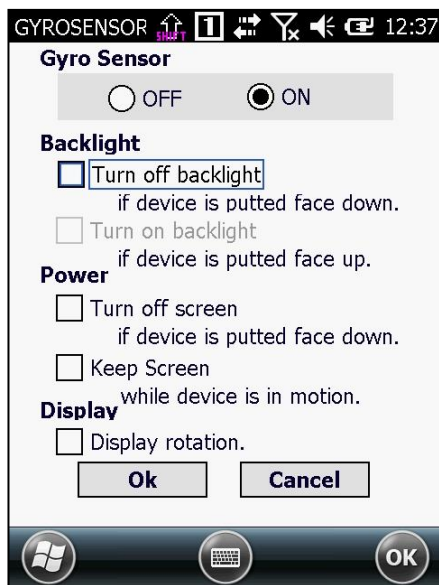 GYROSENSOR SHIFT 1 12:37
Gyro Sensor
OFF ON
Backlight
Turn off backlight
if device is putted face down.
Turn on backlight
if device is putted face up.
Power
Turn off screen
if device is putted face down.
Keep Screen
while device is in motion.
Display
Display rotation.
Ok Cancel
OK